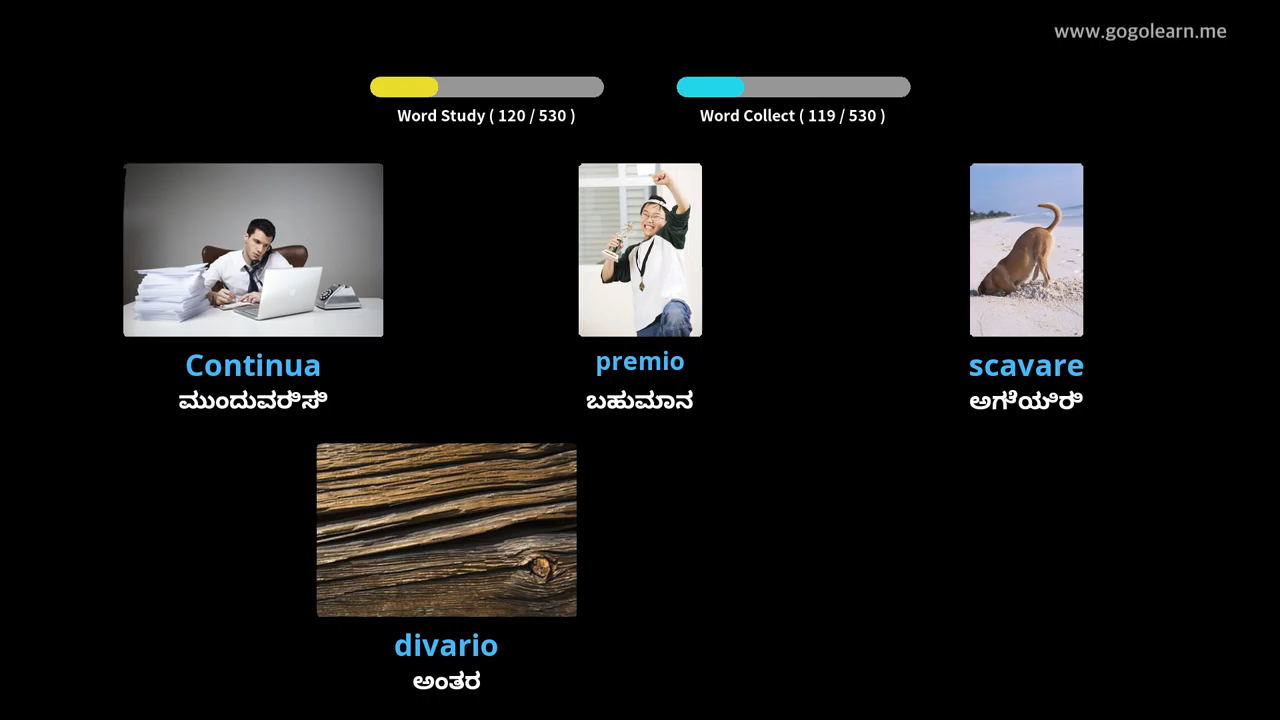 www.gogolearn.me
Word Study ( 120 / 530 )
Word Collect ( 119 / 530 )
Continua
premio
scavare
ಮುಂದುವರಿಸಿ
ಬಹುಮಾನ
ಅಗೆಯಿರಿ
divario
ಅಂತರ